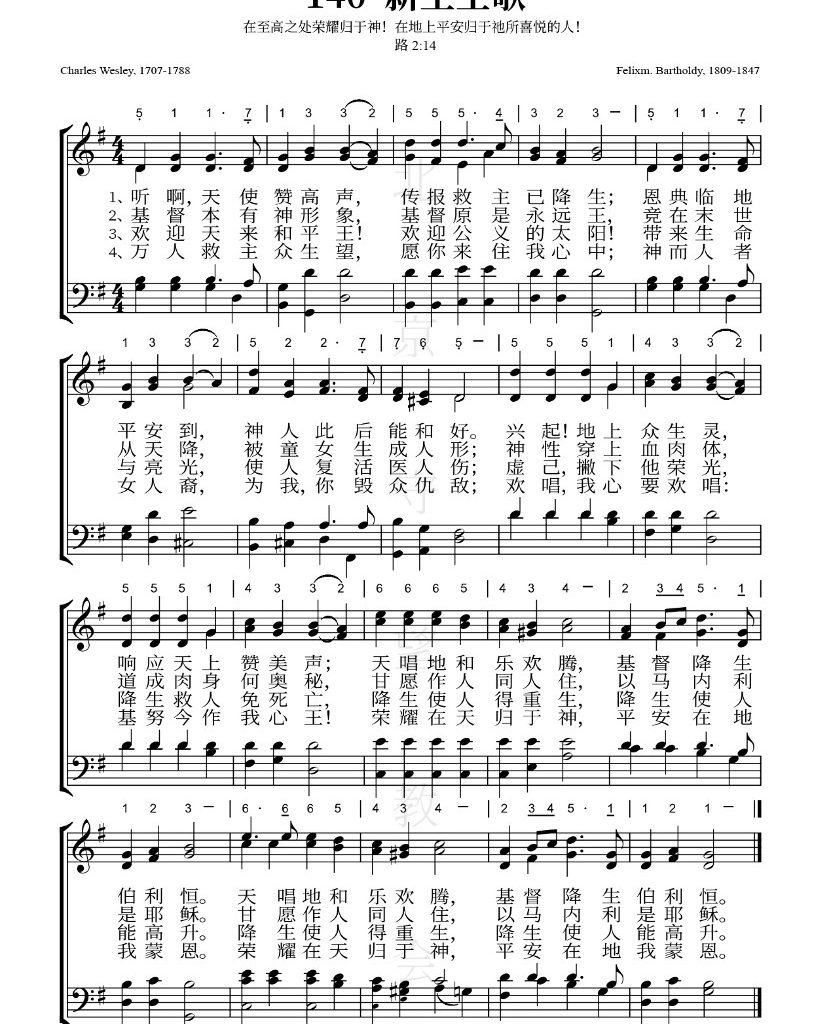 140 新生王歌
在至高之处荣耀归于神！在地上平安归于祂所喜悦的人！
路 2:14
Charles Wesley, 1707-1788
Felixm. Bartholdy, 1809-1847
5 1 1 · 7 | 1 3 3 2 | 5 5 5 · 4 | 3 2 3 – | 5 1 1 · 7 |
1、听啊，天使赞高声，传报救主已降生；恩典临地
2、基督本有神形象，基督原是永远王，竟在末世
3、欢迎天来和平王！欢迎公义的太阳！带来生命
4、万人救主众生望，愿你来住我心中；神而人者
1 3 3 2 | 5 2 2 · 7 | 7 6 5 – | 5 5 5 1 | 4 3 3 2 |
平安到，神人此后能和好。兴起！地上众生灵，
从天降，被童女生成人形；神性穿上血肉体，
与亮光，使人复活医人伤；虚己，撇下他荣光，
女人裔，为我，你毁众仇敌；欢唱，我心要欢唱：
5 5 5 1 | 4 3 3 2 | 6 6 6 5 | 4 3 4 – | 2 3 4 5 · 1 |
响应天上赞美声；天唱地和乐欢腾，基督降生
道成肉身何奥秘，甘愿作人同人住，以马内利
降生救人免死亡，降生使人得重生，降生使人
基努今作我心王！荣耀在天归于神，平安在地
1 2 3 – | 6 · 6 6 5 | 4 3 4 – | 2 3 4 5 · 1 | 1 2 1 – |
伯利恒。天唱地和乐欢腾，基督降生伯利恒。
是耶稣。甘愿作人同人住，以马内利是耶稣。
能高升。降生使人得重生，降生使人能高升。
我蒙恩。荣耀在天归于神，平安在地我蒙恩。